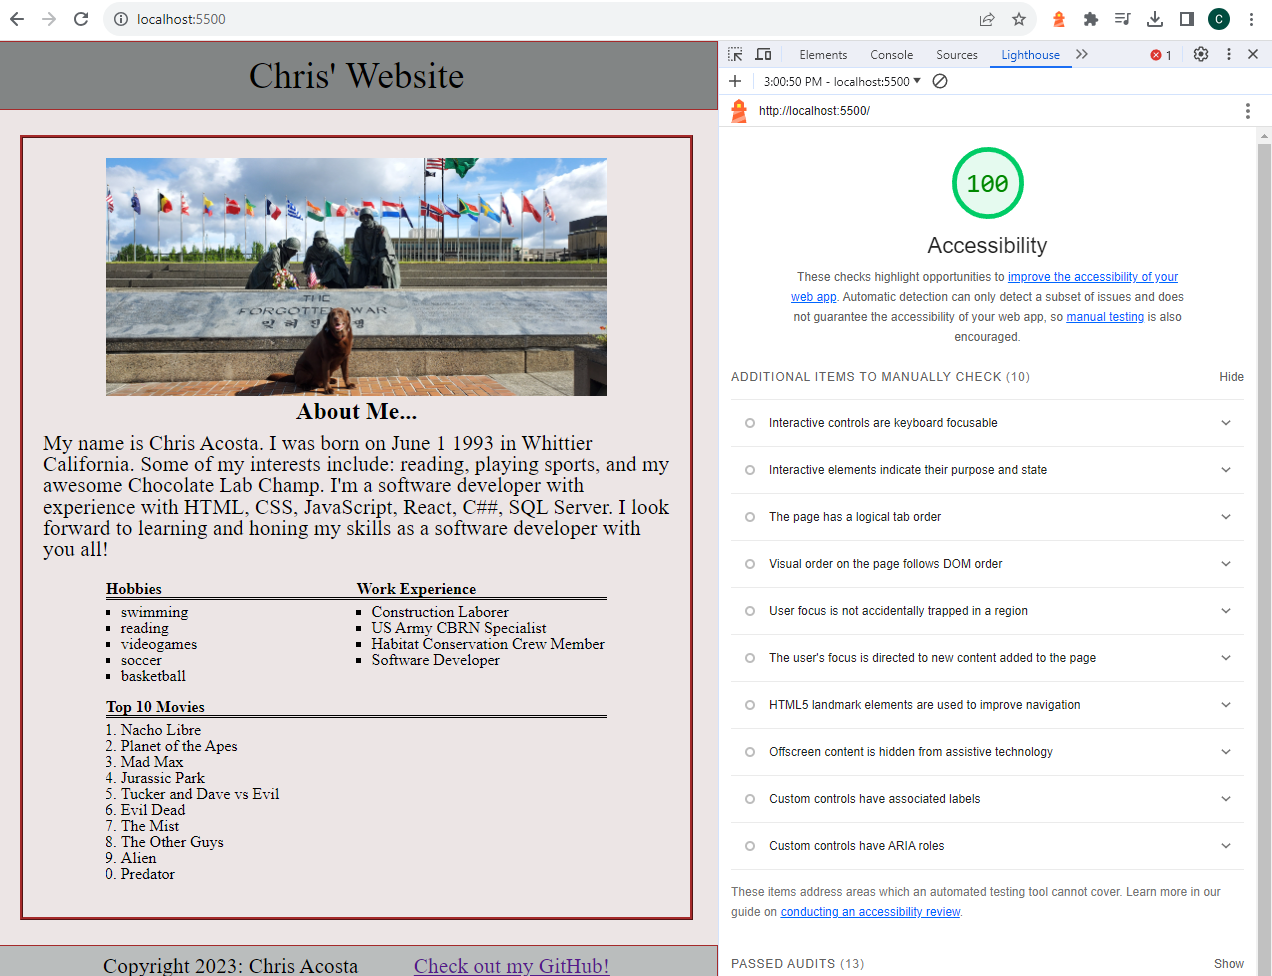 localhost:5500
C
Chris' Website
THE
FORGOTTEN WAR
About Me...
My name is Chris Acosta. I was born on June 1 1993 in Whittier
California. Some of my interests include: reading, playing sports, and my
awesome Chocolate Lab Champ. I'm a software developer with
experience with HTML, CSS, JavaScript, React, C##, SQL Server. I look
forward to learning and honing my skills as a software developer with
you all!
Hobbies
swimming
reading
videogames
soccer
basketball
Work Experience
Construction Laborer
US Army CBRN Specialist
Habitat Conservation Crew Member
Software Developer
Top 10 Movies
1. Nacho Libre
2. Planet of the Apes
3. Mad Max
4. Jurassic Park
5. Tucker and Dave vs Evil
6. Evil Dead
7. The Mist
8. The Other Guys
9. Alien
0. Predator
Copyright 2023: Chris Acosta
Check out my GitHub!
Elements Console Sources Lighthouse 1
3:00:50 PM - localhost:5500
http://localhost:5500/
100
Accessibility
These checks highlight opportunities to improve the accessibility of your
web app. Automatic detection can only detect a subset of issues and does
not guarantee the accessibility of your web app, so manual testing is also
encouraged.
ADDITIONAL ITEMS TO MANUALLY CHECK (10) Hide
Interactive controls are keyboard focusable
Interactive elements indicate their purpose and state
The page has a logical tab order
Visual order on the page follows DOM order
User focus is not accidentally trapped in a region
The user's focus is directed to new content added to the page
HTML5 landmark elements are used to improve navigation
Offscreen content is hidden from assistive technology
Custom controls have associated labels
Custom controls have ARIA roles
These items address areas which an automated testing tool cannot cover. Learn more in our
guide on conducting an accessibility review.
PASSED AUDITS (13) Show